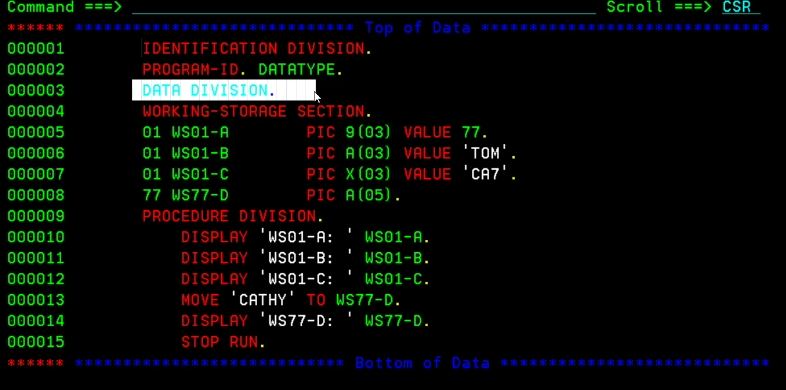 Command ===> Scroll ===> CSR
****** **************************** Top of Data ******************************
000001 IDENTIFICATION DIVISION.
000002 PROGRAM-ID. DATATYPE.
000003 DATA DIVISION.
000004 WORKING-STORAGE SECTION.
000005 01 WS01-A PIC 9(03) VALUE 77.
000006 01 WS01-B PIC A(03) VALUE 'TOM'.
000007 01 WS01-C PIC X(03) VALUE 'CA7'.
000008 77 WS77-D PIC A(05).
000009 PROCEDURE DIVISION.
000010 DISPLAY 'WS01-A: ' WS01-A.
000011 DISPLAY 'WS01-B: ' WS01-B.
000012 DISPLAY 'WS01-C: ' WS01-C.
000013 MOVE 'CATHY' TO WS77-D.
000014 DISPLAY 'WS77-D: ' WS77-D.
000015 STOP RUN.
****** *************************** Bottom of Data ****************************